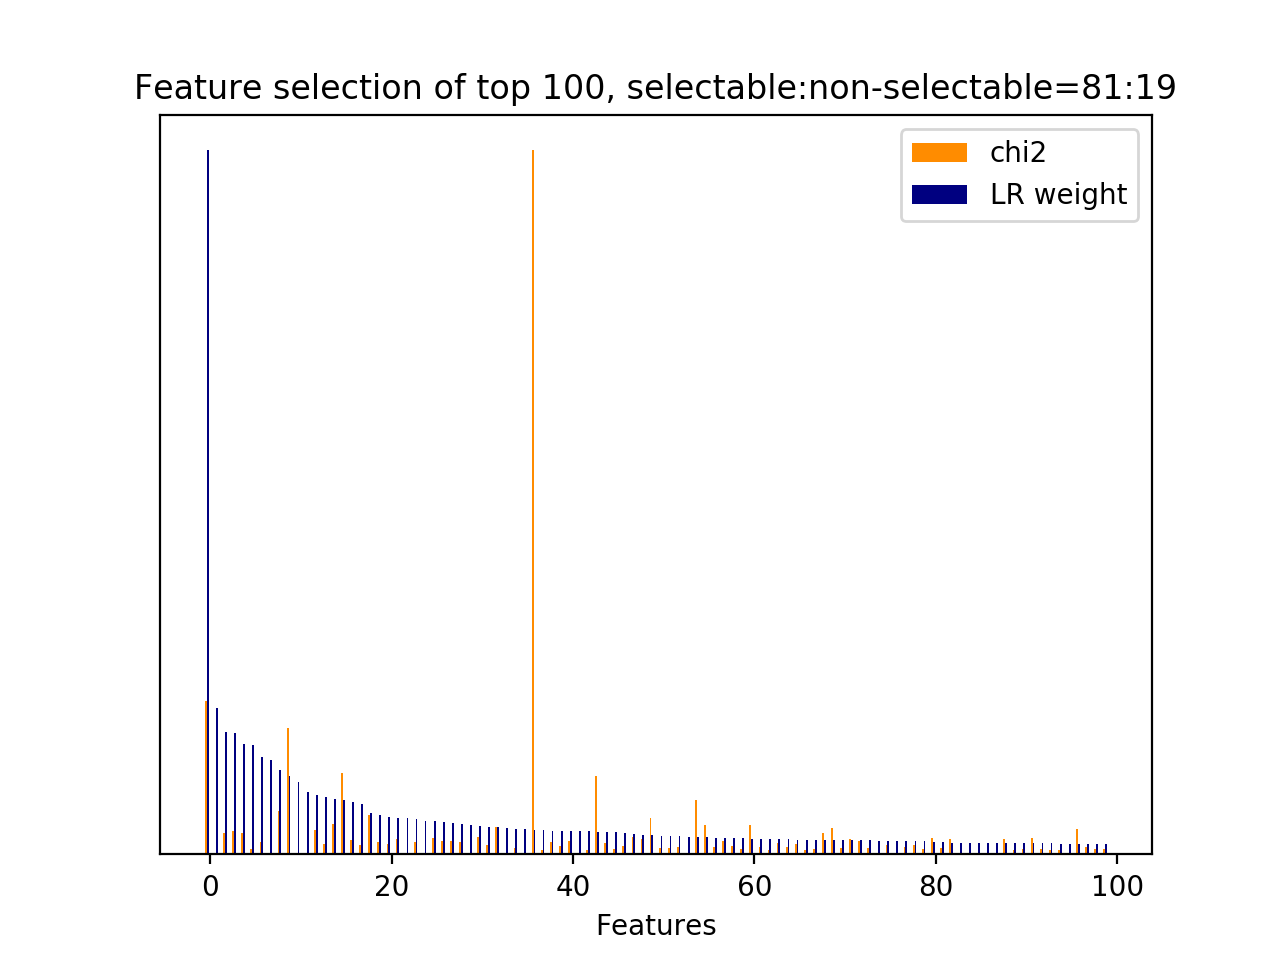 Feature selection of top 100, selectable:non-selectable=81:19
chi2
LR weight
0 20 40 60 80 100
Features